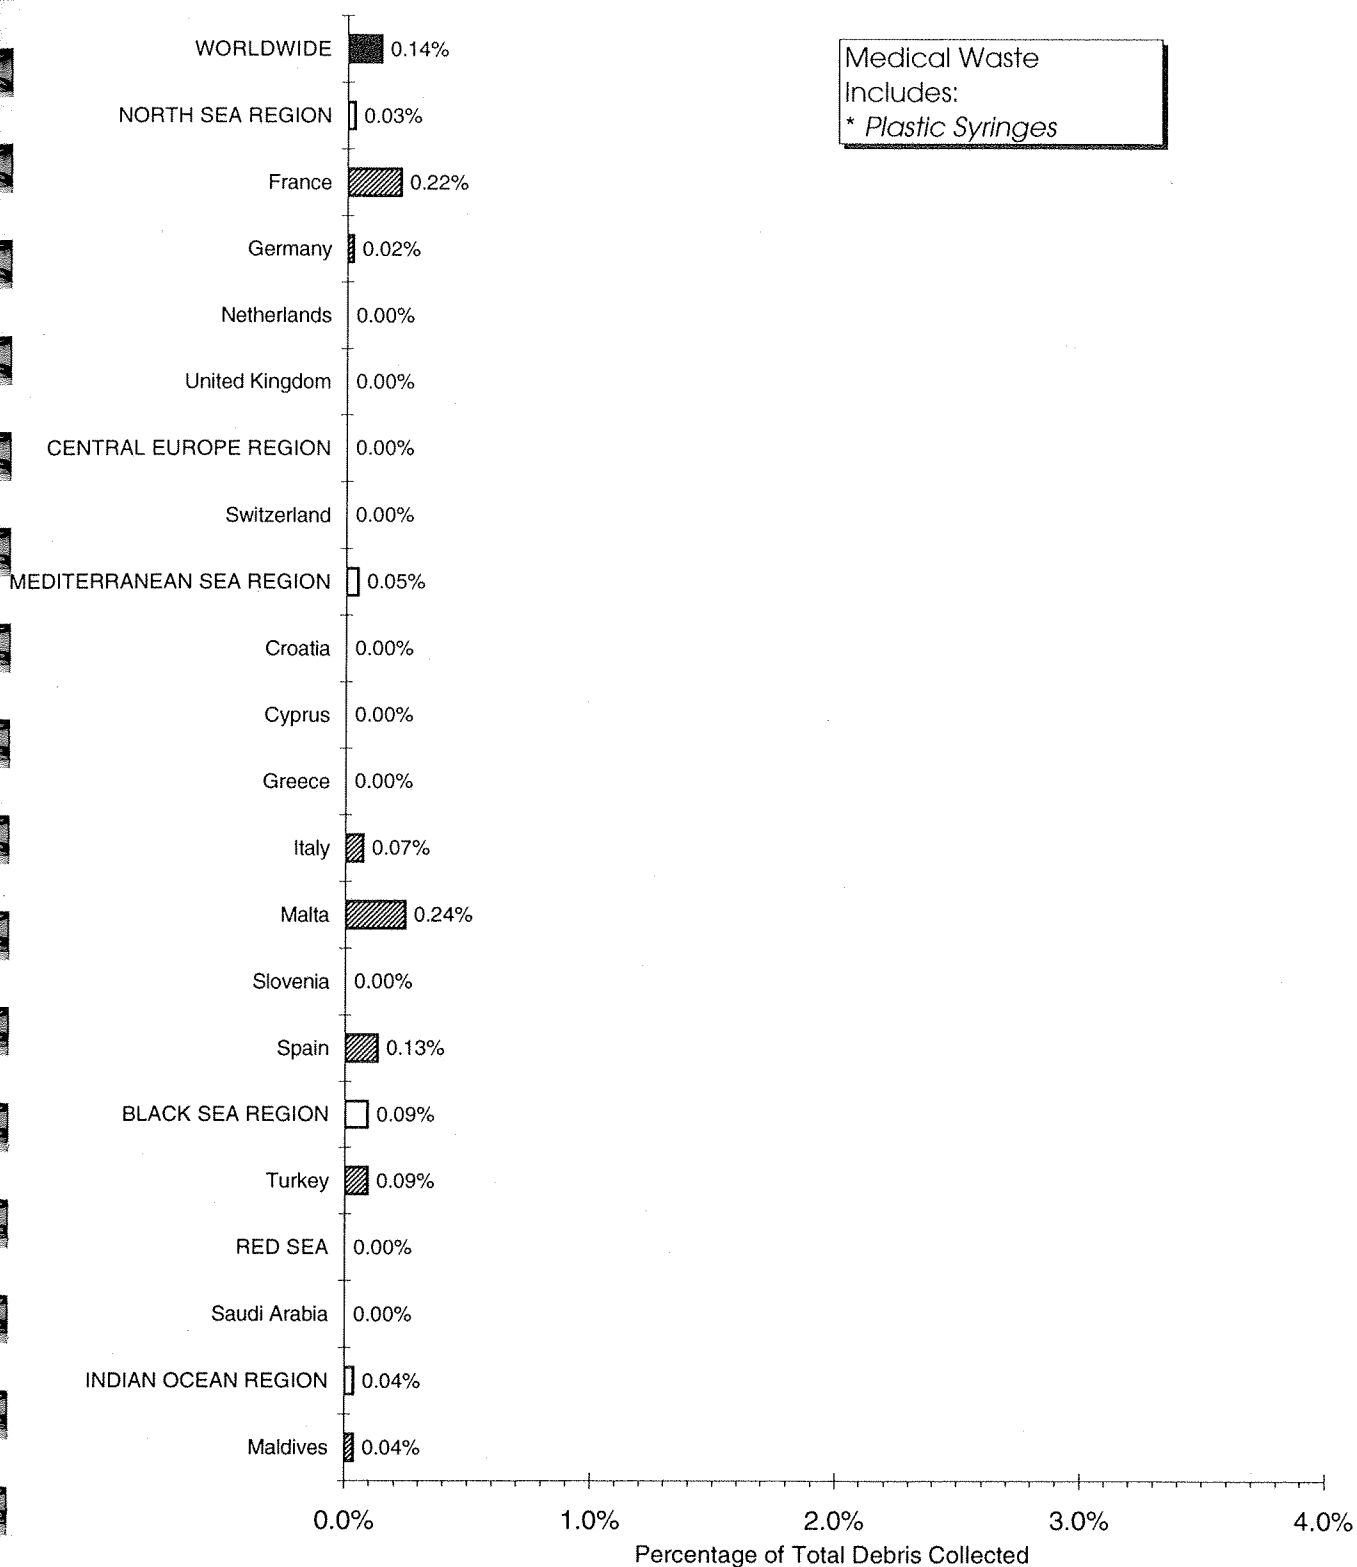 WORLDWIDE 0.14%
Medical Waste
Includes:
* Plastic Syringes
NORTH SEA REGION 0.03%
France 0.22%
Germany 0.02%
Netherlands 0.00%
United Kingdom 0.00%
CENTRAL EUROPE REGION 0.00%
Switzerland 0.00%
MEDITERRANEAN SEA REGION 0.05%
Croatia 0.00%
Cyprus 0.00%
Greece 0.00%
Italy 0.07%
Malta 0.24%
Slovenia 0.00%
Spain 0.13%
BLACK SEA REGION 0.09%
Turkey 0.09%
RED SEA 0.00%
Saudi Arabia 0.00%
INDIAN OCEAN REGION 0.04%
Maldives 0.04%
0.0% 1.0% 2.0% 3.0% 4.0%
Percentage of Total Debris Collected